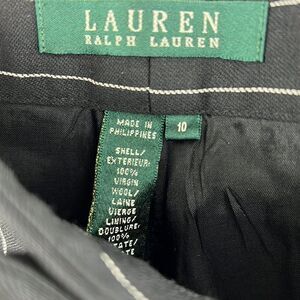 LAUREN
RALPH LAUREN
MADE IN
PHILIPPINES
10
SHELL/
EXTERIEUR:
100%
VIRGIN
WOOL/
LAINE
VIERGE
LINING/
DOUBLURE:
100%